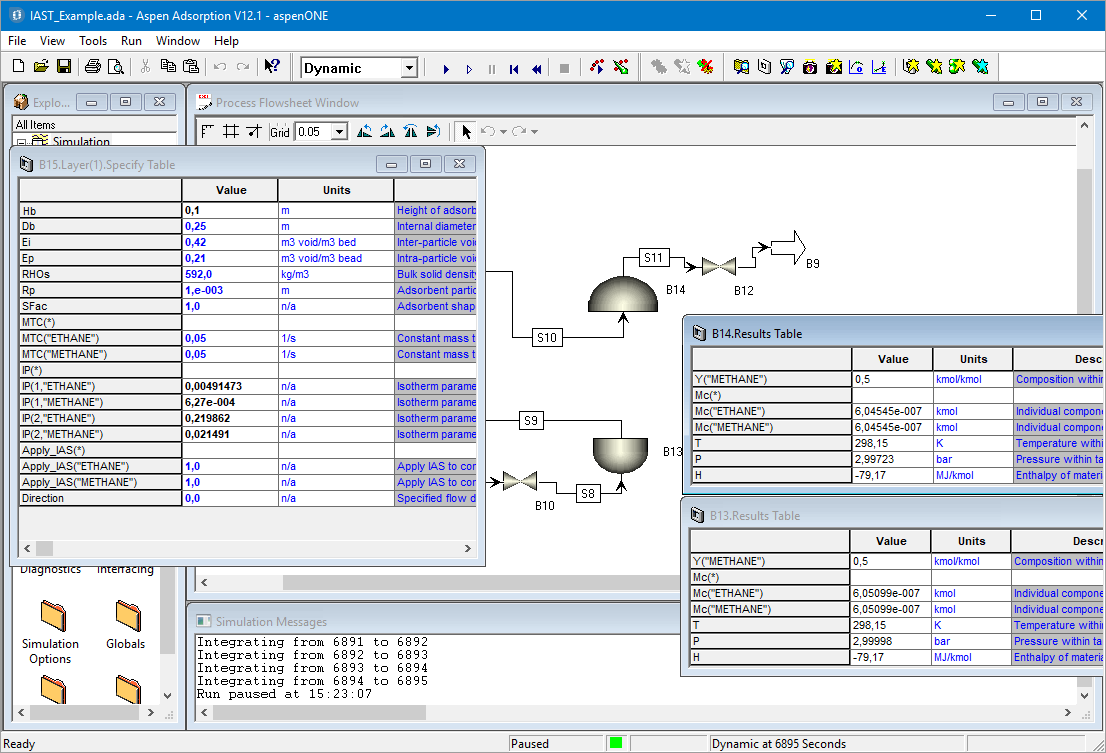 IAST_Example.ada - Aspen Adsorption V12.1 - aspenONE
File View Tools Run Window Help
Dynamic
Explo...
All Items
Simulation
Process Flowsheet Window
Grid 0.05
B15.Layer(1).Specify Table
Value Units
Hb 0,1 m Height of adsorb
Db 0,25 m Internal diameter
Ei 0,42 m3 void/m3 bed Inter-particle voi
Ep 0,21 m3 void/m3 bead Intra-particle voi
RHOs 592,0 kg/m3 Bulk solid density
Rp 1,e-003 m Adsorbent partic
SFac 1,0 n/a Adsorbent shap
MTC(*)
MTC("ETHANE") 0,05 1/s Constant mass t
MTC("METHANE") 0,05 1/s Constant mass t
IP(*)
IP(1,"ETHANE") 0,00491473 n/a Isotherm parame
IP(1,"METHANE") 6,27e-004 n/a Isotherm parame
IP(2,"ETHANE") 0,219862 n/a Isotherm parame
IP(2,"METHANE") 0,021491 n/a Isotherm parame
Apply_IAS(*)
Apply_IAS("ETHANE") 1,0 n/a Apply IAS to con
Apply_IAS("METHANE") 1,0 n/a Apply IAS to con
Direction 0,0 n/a Specified flow d
S11
B9
B14
B12
S10
S9
B13
S8
B10
B14.Results Table
Value Units Descr
Y("METHANE") 0,5 kmol/kmol Composition within
Mc(*)
Mc("ETHANE") 6,04545e-007 kmol Individual compone
Mc("METHANE") 6,04545e-007 kmol Individual compone
T 298,15 K Temperature within
P 2,99723 bar Pressure within ta
H -79,17 MJ/kmol Enthalpy of materia
B13.Results Table
Value Units Descr
Y("METHANE") 0,5 kmol/kmol Composition within
Mc(*)
Mc("ETHANE") 6,05099e-007 kmol Individual compone
Mc("METHANE") 6,05099e-007 kmol Individual compone
T 298,15 K Temperature within
P 2,99998 bar Pressure within ta
H -79,17 MJ/kmol Enthalpy of materia
Diagnostics Interfacing
Simulation Options
Globals
Simulation Messages
Integrating from 6891 to 6892
Integrating from 6892 to 6893
Integrating from 6893 to 6894
Integrating from 6894 to 6895
Run paused at 15:23:07
Ready Paused Dynamic at 6895 Seconds